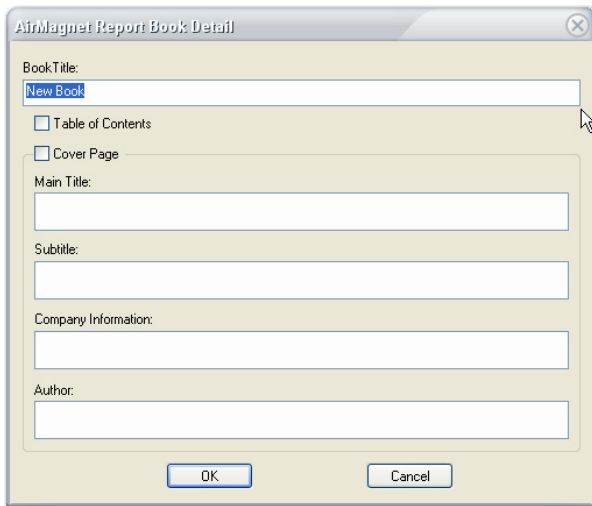 AirMagnet Report Book Detail
BookTitle:
New Book
Table of Contents
Cover Page
Main Title:
Subtitle:
Company Information:
Author:
OK Cancel